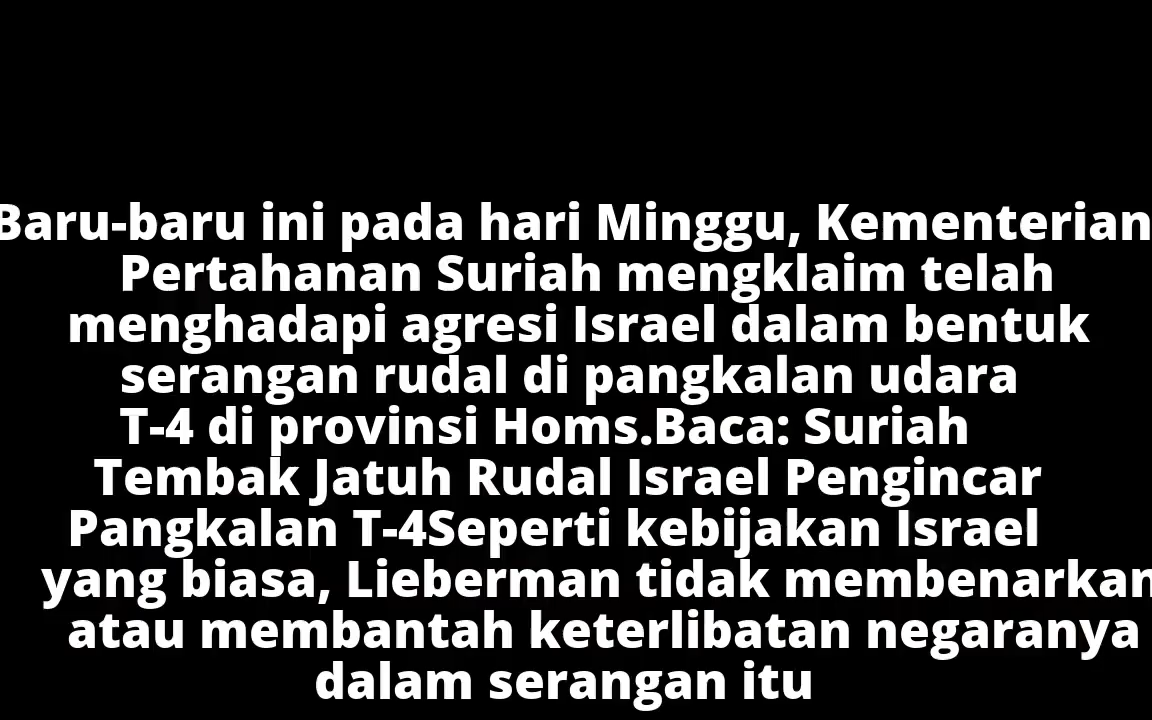 Baru-baru ini pada hari Minggu, Kementerian
Pertahanan Suriah mengklaim telah
menghadapi agresi Israel dalam bentuk
serangan rudal di pangkalan udara
T-4 di provinsi Homs.Baca: Suriah
Tembak Jatuh Rudal Israel Pengincar
Pangkalan T-4Seperti kebijakan Israel
yang biasa, Lieberman tidak membenarkan
atau membantah keterlibatan negaranya
dalam serangan itu